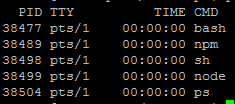 PID TTY TIME CMD
38477 pts/1 00:00:00 bash
38489 pts/1 00:00:00 npm
38498 pts/1 00:00:00 sh
38499 pts/1 00:00:00 node
38504 pts/1 00:00:00 ps